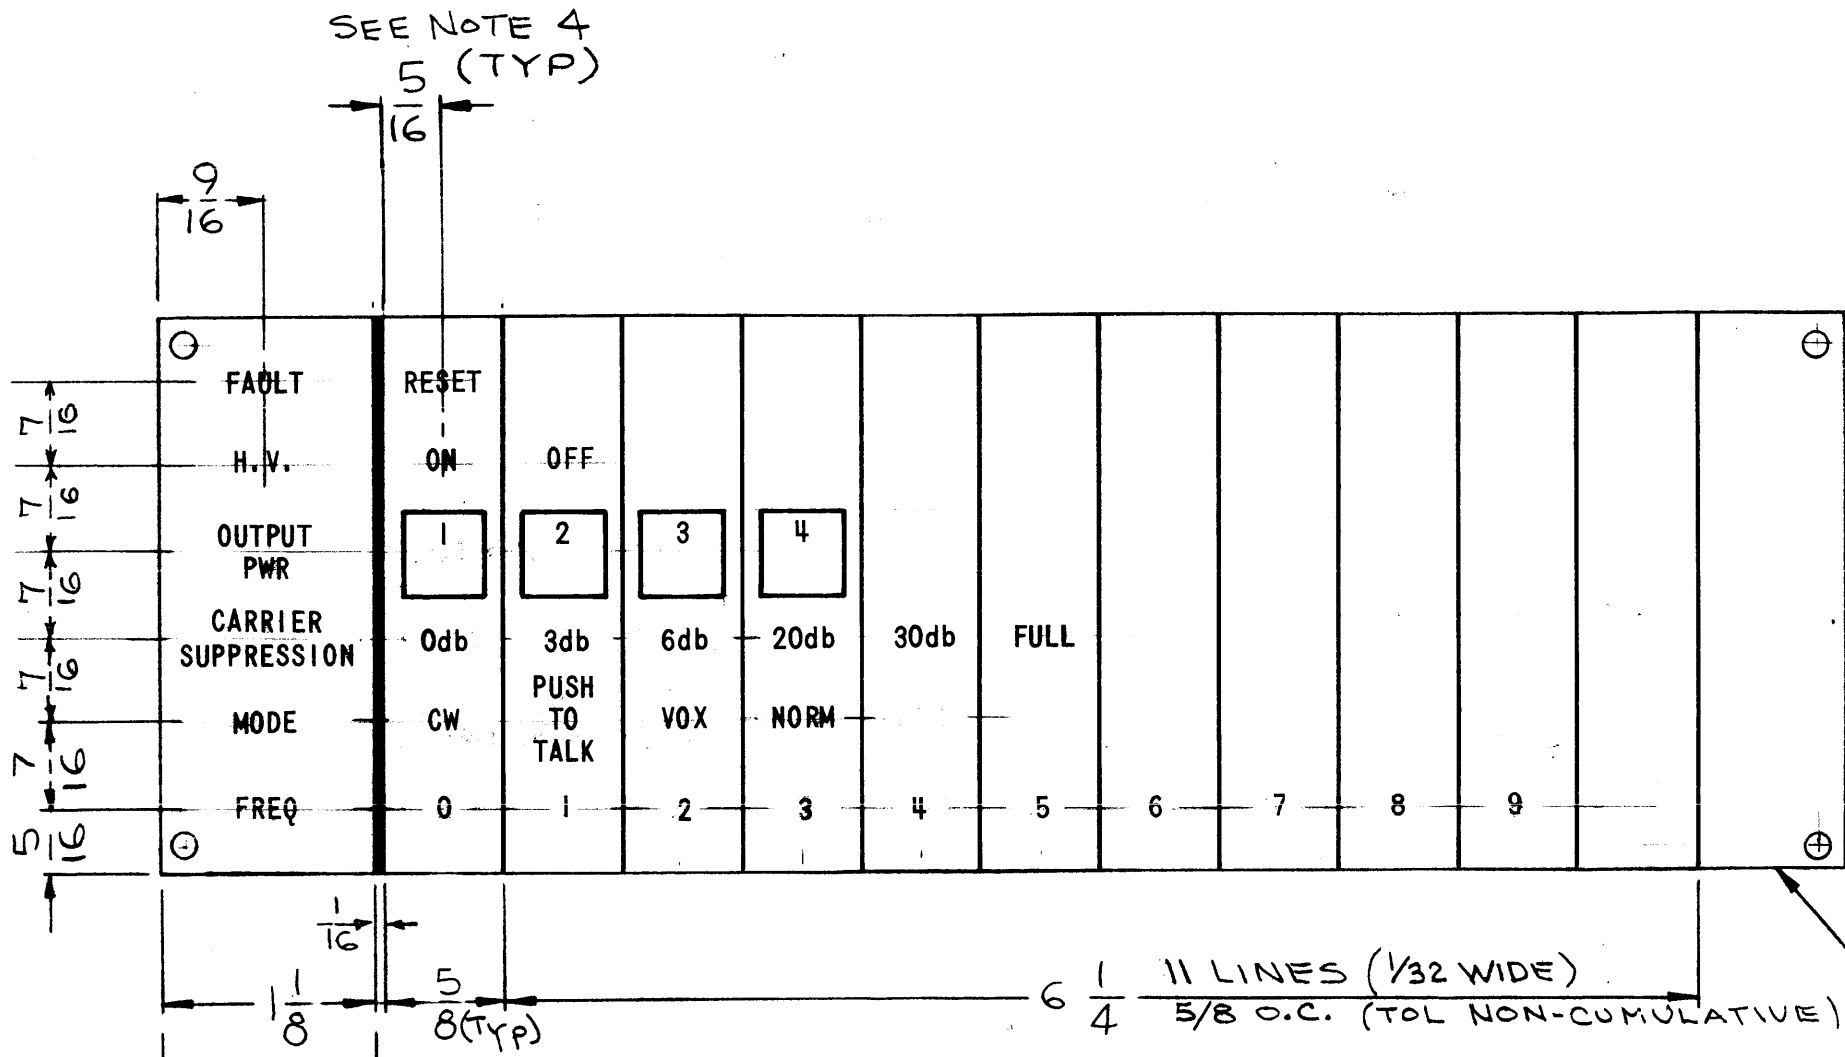 SEE NOTE 4
(TYP)
5/16
9/16
FAULT RESET
7/16
H.V. ON OFF
7/16
OUTPUT PWR 1 2 3 4
7/16
CARRIER SUPPRESSION 0db 3db 6db 20db 30db FULL
7/16
MODE CW PUSH TO TALK VOX NORM
7/16
FREQ 0 1 2 3 4 5 6 7 8 9
5/16
1/16
1 1/8
5/8 (TYP)
6 1/4 11 LINES (1/32 WIDE)
5/8 O.C. (TOL NON-CUMULATIVE)